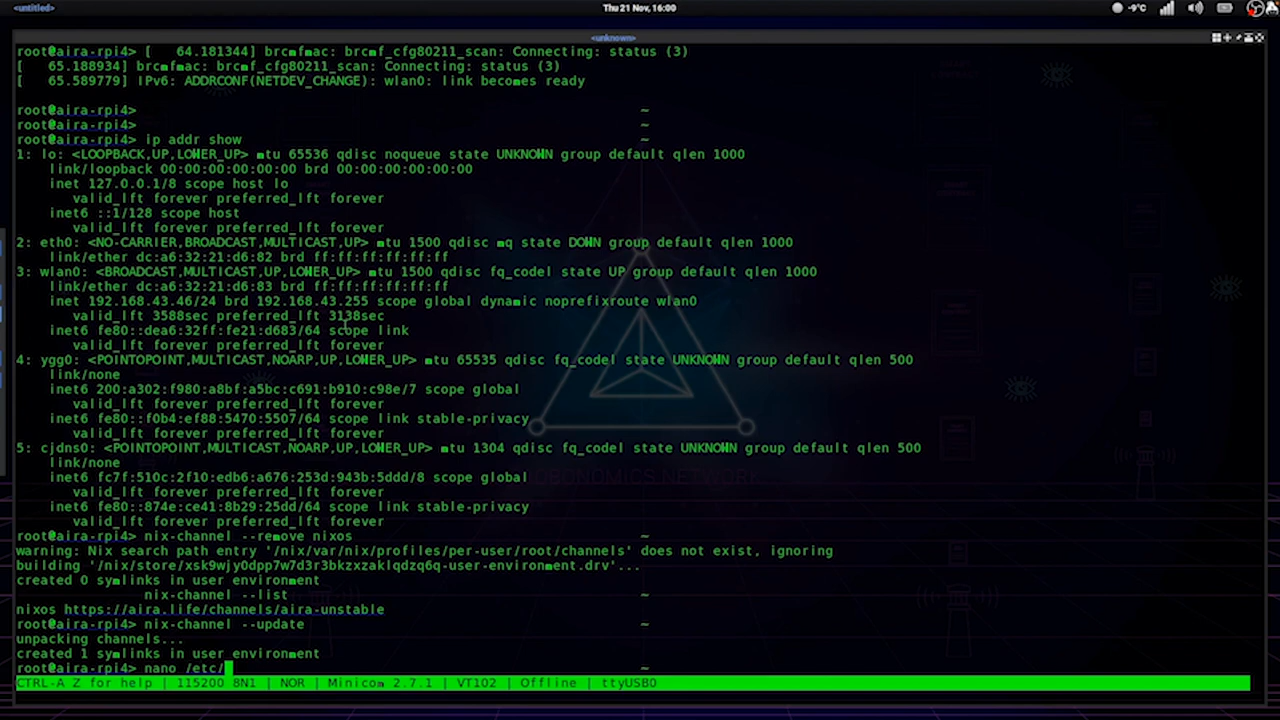 <untitled>
Thu 21 Nov, 16:00
-9°C
<unknown>
root@aira-rpi4> [   64.181344] brcmfmac: brcmf_cfg80211_scan: Connecting: status (3)
[   65.188934] brcmfmac: brcmf_cfg80211_scan: Connecting: status (3)
[   65.589779] IPv6: ADDRCONF(NETDEV_CHANGE): wlan0: link becomes ready
root@aira-rpi4> ~
root@aira-rpi4> ~
root@aira-rpi4> ip addr show ~
1: lo: <LOOPBACK,UP,LOWER_UP> mtu 65536 qdisc noqueue state UNKNOWN group default qlen 1000
link/loopback 00:00:00:00:00:00 brd 00:00:00:00:00:00
inet 127.0.0.1/8 scope host lo
valid_lft forever preferred_lft forever
inet6 ::1/128 scope host
valid_lft forever preferred_lft forever
2: eth0: <NO-CARRIER,BROADCAST,MULTICAST,UP> mtu 1500 qdisc mq state DOWN group default qlen 1000
link/ether dc:a6:32:21:d6:82 brd ff:ff:ff:ff:ff:ff
3: wlan0: <BROADCAST,MULTICAST,UP,LOWER_UP> mtu 1500 qdisc fq_codel state UP group default qlen 1000
link/ether dc:a6:32:21:d6:83 brd ff:ff:ff:ff:ff:ff
inet 192.168.43.46/24 brd 192.168.43.255 scope global dynamic noprefixroute wlan0
valid_lft 3588sec preferred_lft 3138sec
inet6 fe80::dea6:32ff:fe21:d683/64 scope link
valid_lft forever preferred_lft forever
4: ygg0: <POINTOPOINT,MULTICAST,NOARP,UP,LOWER_UP> mtu 65535 qdisc fq_codel state UNKNOWN group default qlen 500
link/none
inet6 200:a302:f980:a8bf:a5bc:c691:b910:c98e/7 scope global
valid_lft forever preferred_lft forever
inet6 fe80::f0b4:ef88:5470:5507/64 scope link stable-privacy
valid_lft forever preferred_lft forever
5: cjdns0: <POINTOPOINT,MULTICAST,NOARP,UP,LOWER_UP> mtu 1304 qdisc fq_codel state UNKNOWN group default qlen 500
link/none
inet6 fc7f:510c:2f10:edb6:a676:253d:943b:5ddd/8 scope global
valid_lft forever preferred_lft forever
inet6 fe80::874e:ce41:8b29:25dd/64 scope link stable-privacy
valid_lft forever preferred_lft forever
root@aira-rpi4> nix-channel --remove nixos ~
warning: Nix search path entry '/nix/var/nix/profiles/per-user/root/channels' does not exist, ignoring
building '/nix/store/xsk9wjy0dpp7w7d3r3bkzxzaklqdzq6q-user-environment.drv'...
created 0 symlinks in user environment
nix-channel --list ~
nixos https://aira.life/channels/aira-unstable
root@aira-rpi4> nix-channel --update ~
unpacking channels...
created 1 symlinks in user environment
root@aira-rpi4> nano /etc/ ~
CTRL-A Z for help | 115200 8N1 | NOR | Minicom 2.7.1 | VT102 | Offline | ttyUSB0